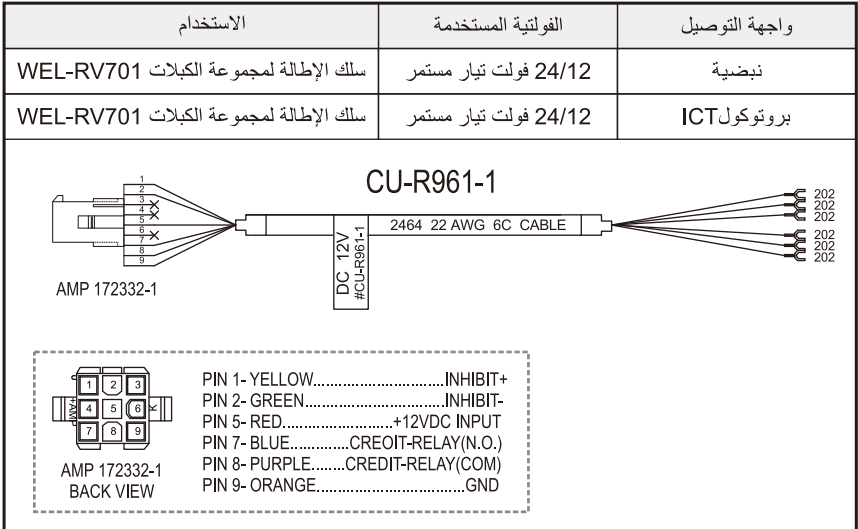 واجهة التوصيل الفولتية المستخدمة الاستخدام
نبضية 24/12 فولت تيار مستمر سلك الإطالة لمجموعة الكبلات WEL-RV701
بروتوكولICT 24/12 فولت تيار مستمر سلك الإطالة لمجموعة الكبلات WEL-RV701
CU-R961-1
1
2
3
4
5
6
7
8
9
AMP 172332-1
DC 12V
#CU-R961-1
2464 22 AWG 6C CABLE
202
202
202
202
202
202
1 2 3
4 5 6
7 8 9
AMP
K
AMP 172332-1
BACK VIEW
PIN 1- YELLOW........................INHIBIT+
PIN 2- GREEN..........................INHIBIT-
PIN 5- RED.....................+12VDC INPUT
PIN 7- BLUE............CREOIT-RELAY(N.O.)
PIN 8- PURPLE.......CREDIT-RELAY(COM)
PIN 9- ORANGE............................GND